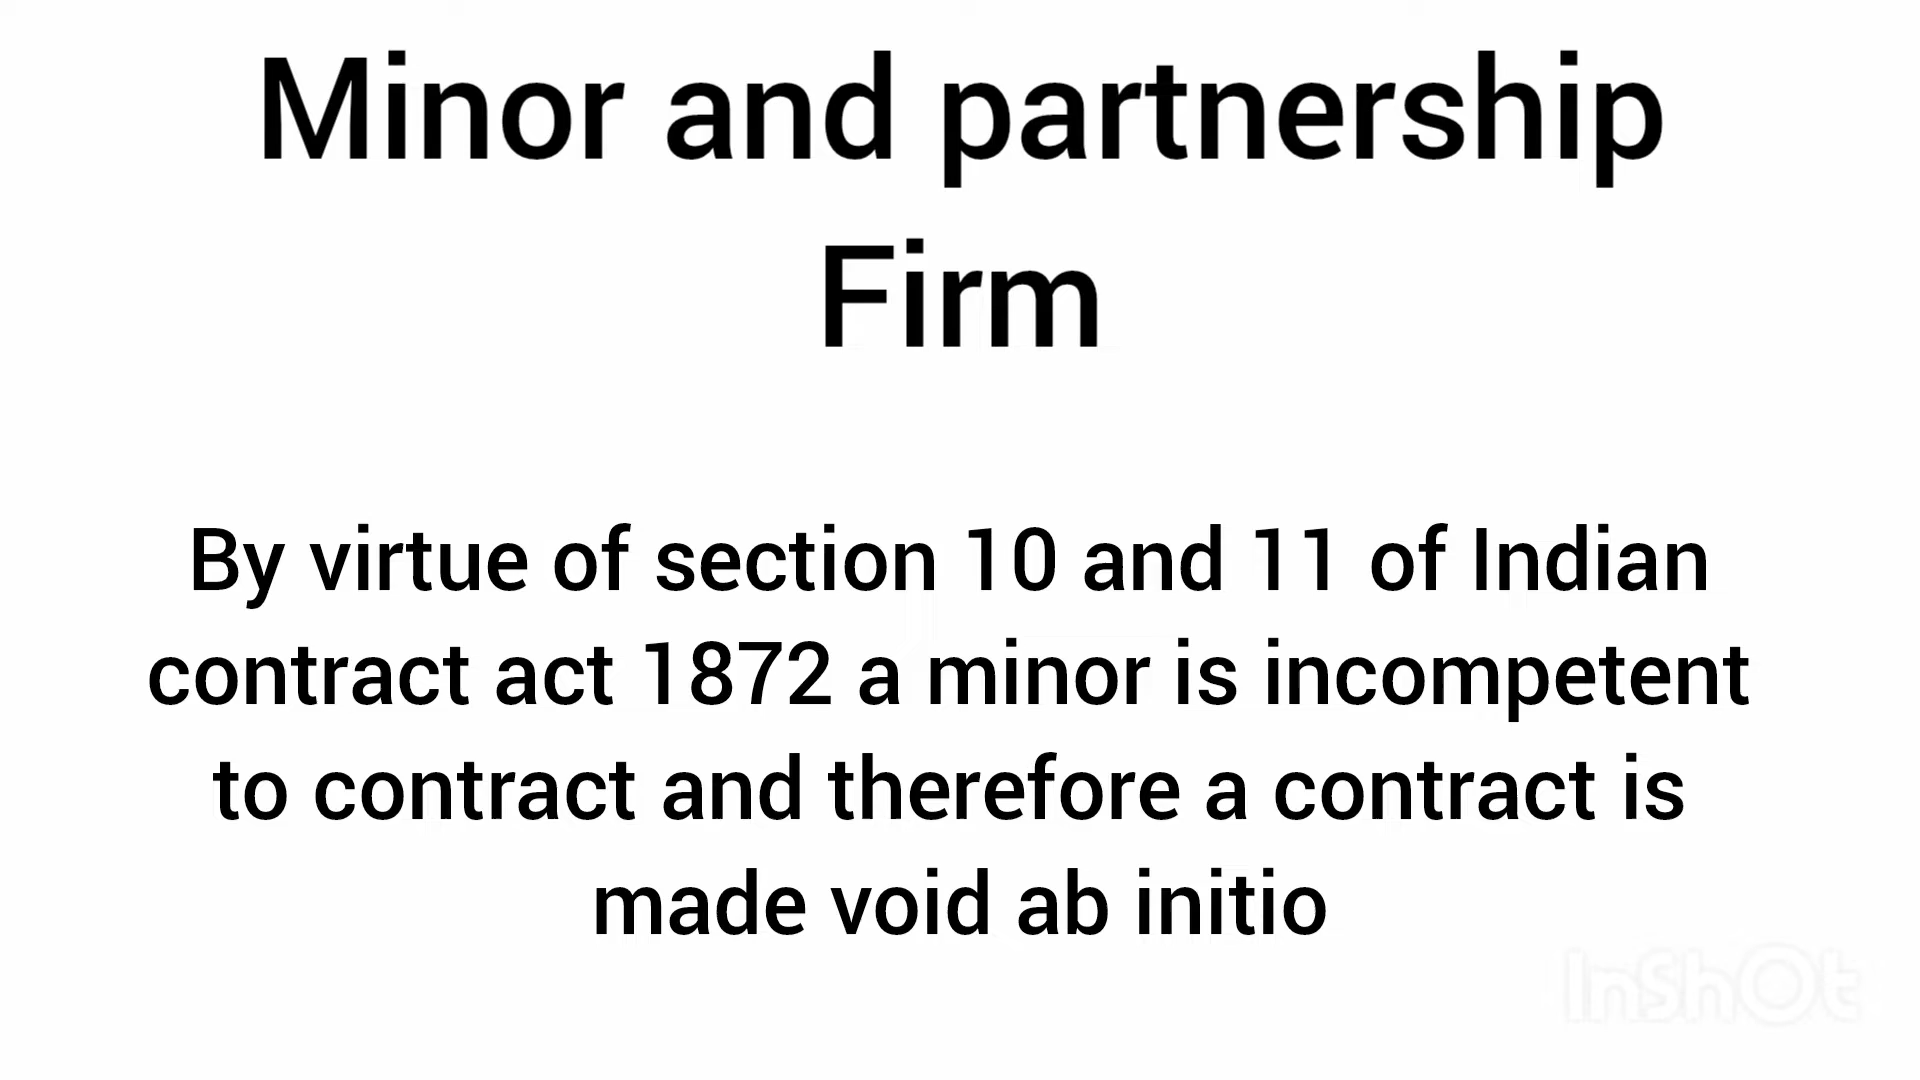 Minor and partnership
Firm
By virtue of section 10 and 11 of Indian
contract act 1872 a minor is incompetent
to contract and therefore a contract is
made void ab initio
InShOt